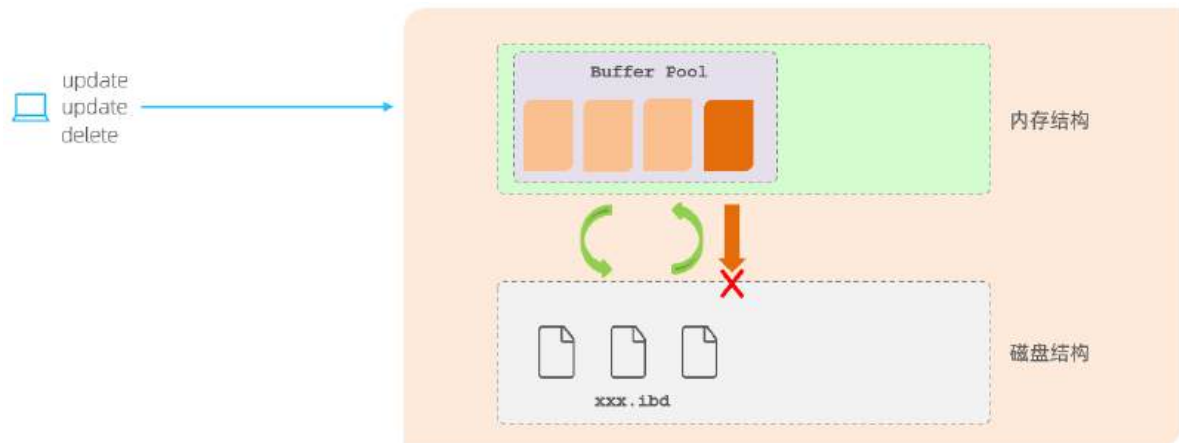 update
update
delete
Buffer Pool
内存结构
xxx.ibd
磁盘结构